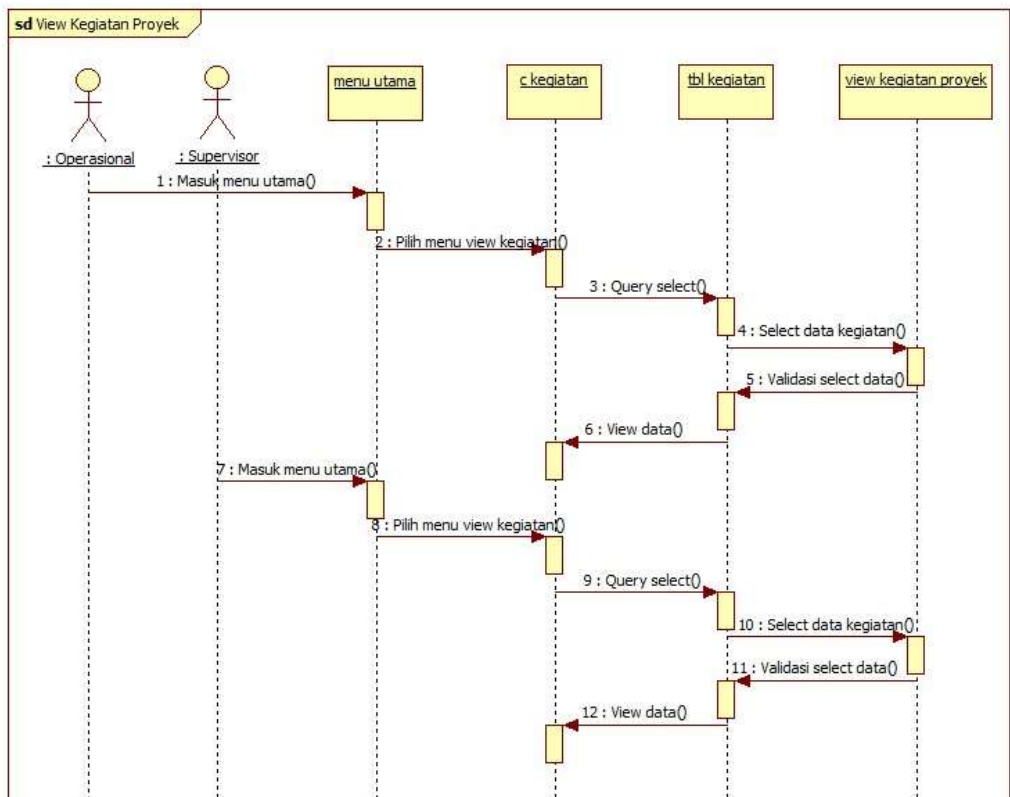 sd View Kegiatan Proyek
menu utama
c kegiatan
tbl kegiatan
view kegiatan proyek
: Operasional
: Supervisor
1 : Masuk menu utama()
2 : Pilih menu view kegiatan()
3 : Query select()
4 : Select data kegiatan()
5 : Validasi select data()
6 : View data()
7 : Masuk menu utama()
8 : Pilih menu view kegiatan()
9 : Query select()
10 : Select data kegiatan()
11 : Validasi select data()
12 : View data()